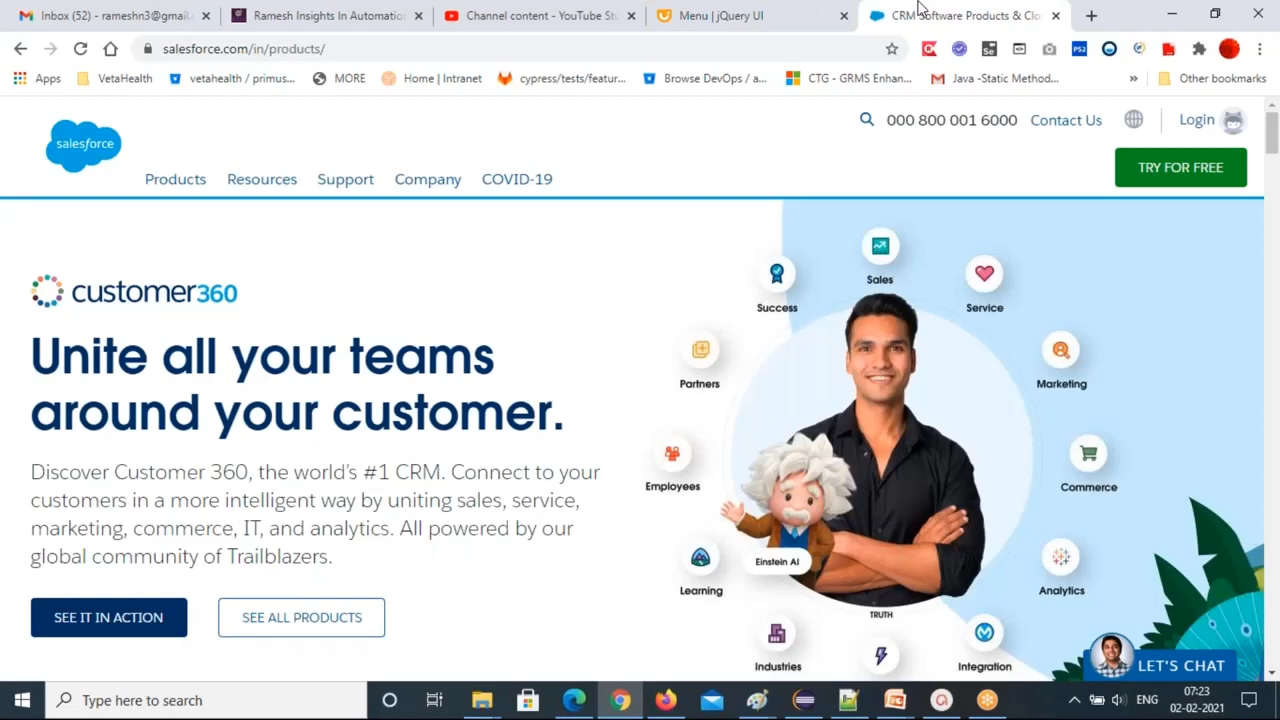 Inbox (52) - rameshn3@gmail.
Ramesh Insights In Automation
Channel content - YouTube St
Menu | jQuery UI
CRM Software Products & Clo
salesforce.com/in/products/
Apps
VetaHealth
vetahealth / primus...
MORE
Home | Intranet
cypress/tests/featur...
Browse DevOps / a...
CTG - GRMS Enhan...
Java -Static Method...
»
Other bookmarks
salesforce
000 800 001 6000
Contact Us
Login
Products
Resources
Support
Company
COVID-19
TRY FOR FREE
customer360
Unite all your teams
around your customer.
Discover Customer 360, the world's #1 CRM. Connect to your
customers in a more intelligent way by uniting sales, service,
marketing, commerce, IT, and analytics. All powered by our
global community of Trailblazers.
SEE IT IN ACTION
SEE ALL PRODUCTS
Sales
Success
Service
Partners
Marketing
Employees
Commerce
Einstein AI
Learning
Analytics
TRUTH
Industries
Integration
LET'S CHAT
Type here to search
ENG
07:23
02-02-2021